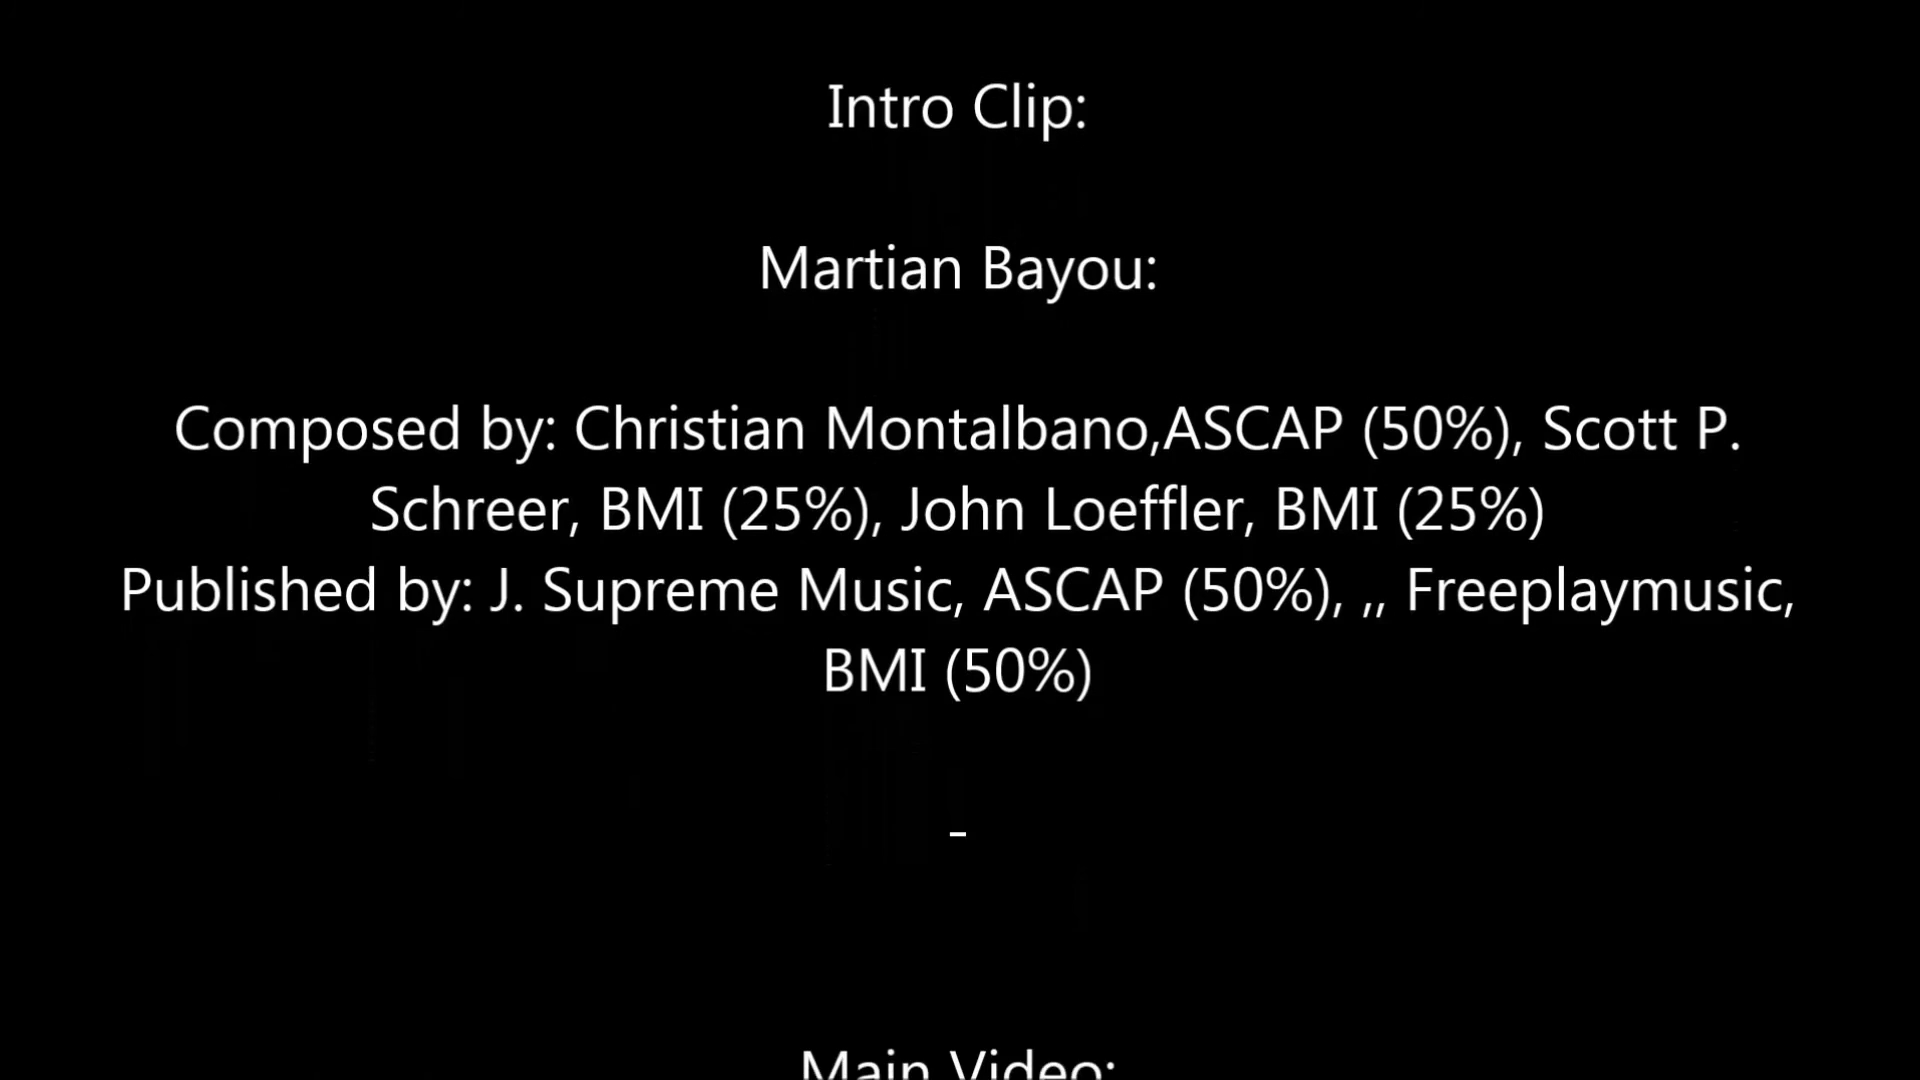 Intro Clip:
Martian Bayou:
Composed by: Christian Montalbano,ASCAP (50%), Scott P.
Schreer, BMI (25%), John Loeffler, BMI (25%)
Published by: J. Supreme Music, ASCAP (50%), ,, Freeplaymusic,
BMI (50%)
-
Main Video: